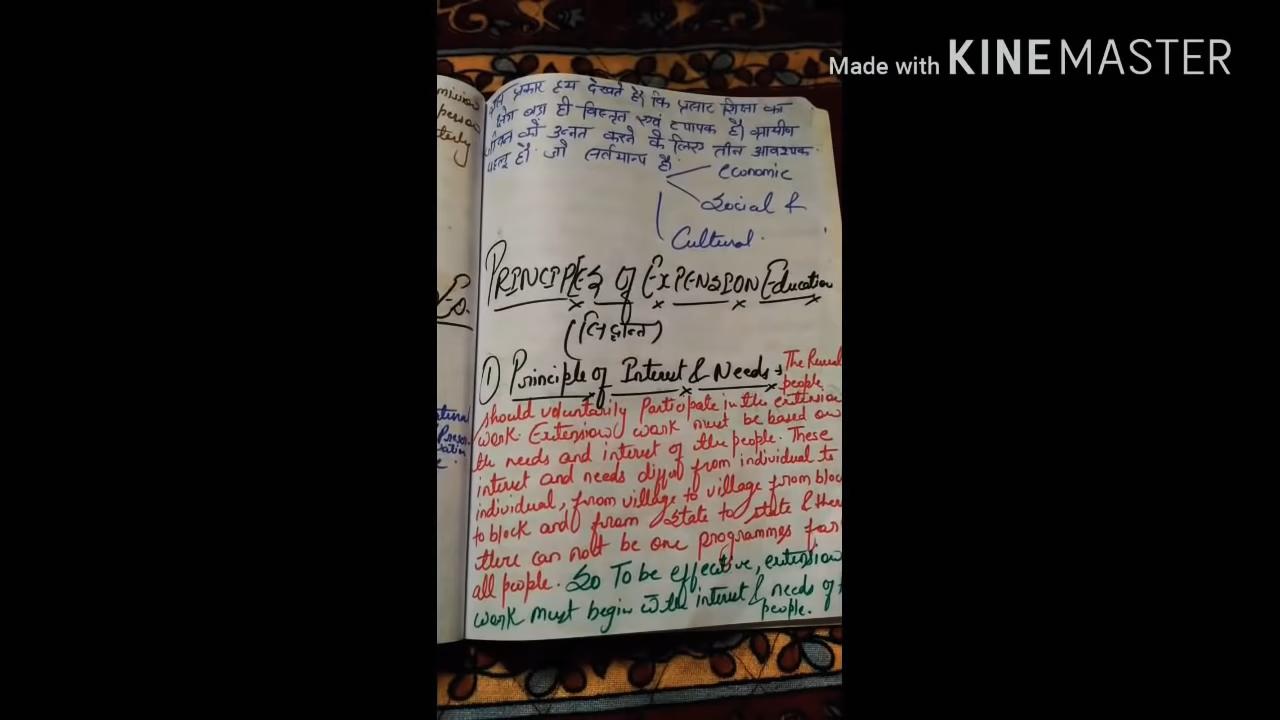 Made with KINEMASTER
प्रकार हम देखते है। कि प्रसार शिक्षा का
क्षेत्र बड़ा ही विस्तृत एवं व्यापक है। ग्रामीण
जीवन को उन्नत करने के लिए तीन आवश्यक
पहलू है। जो सर्वमान्य है।
economic
Social &
Cultural.
PRINCIPLES of EXTENSION Education
(सिद्धान्त)
① Principle of Interest & Needs → The Rural
people
should voluntarily participate in the extension
work. Extension work must be based on
the needs and interest of the people. These
interest and needs differ from individual to
individual, from village to village from block
to block and from state to state & there
there can not be one programmes for
all people. So To be effective, extension
work must begin w the interest & needs of
people.